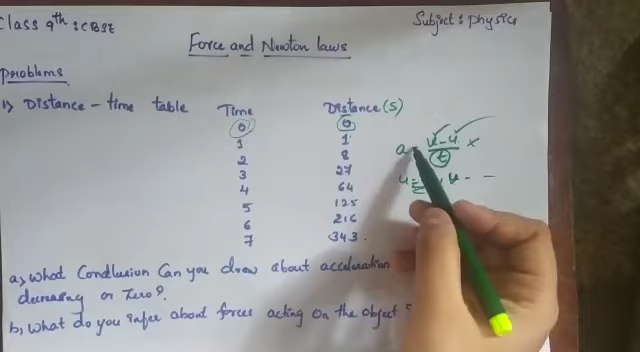 Class 9th : CBSE
Subject : physics
Force and Newton laws
Problems
1) Distance - time table
Time Distance (S)
0 0
1 1
2 8
3 27
4 64
5 125
6 216
7 343.
a = v-u x
t
u = v -
a, What Condlusion Can you draw about acceleration
decreasing or Zero?.
b, What do you infer about forces acting on the object ?